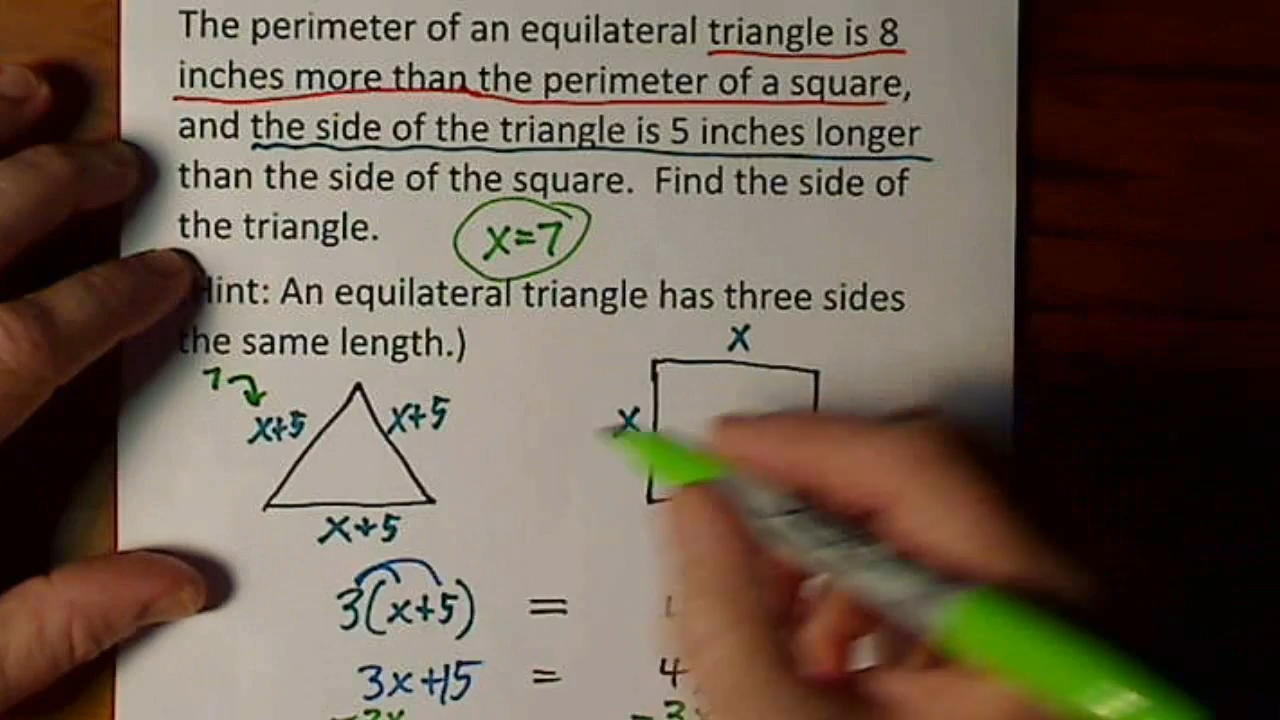 The perimeter of an equilateral triangle is 8
inches more than the perimeter of a square,
and the side of the triangle is 5 inches longer
than the side of the square. Find the side of
the triangle.
x=7
Hint: An equilateral triangle has three sides
the same length.)
x
7
x+5
x+5
x
x+5
3(x+5) =
3x+15 = 4
-3x
-3x